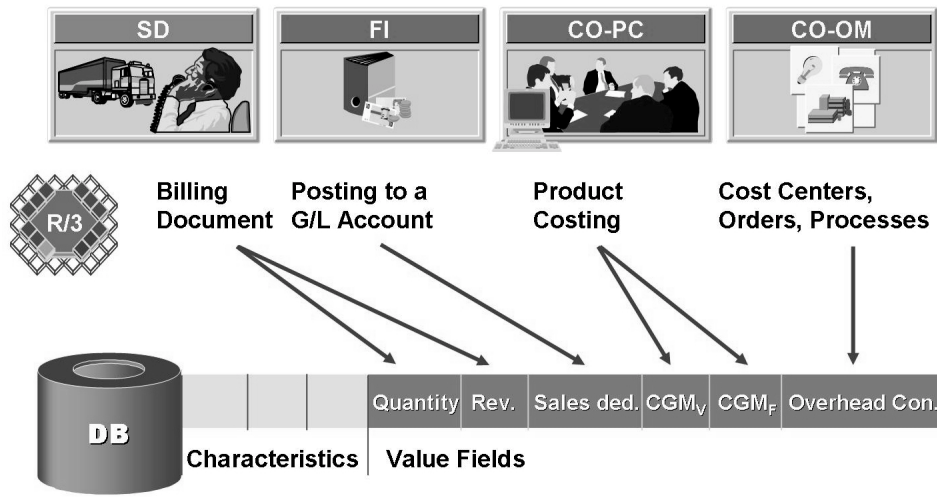 SD
FI
CO-PC
CO-OM
R/3
Billing
Document
Posting to a
G/L Account
Product
Costing
Cost Centers,
Orders, Processes
DB
Quantity
Rev.
Sales ded.
CGMV
CGMF
Overhead Con.
Characteristics
Value Fields